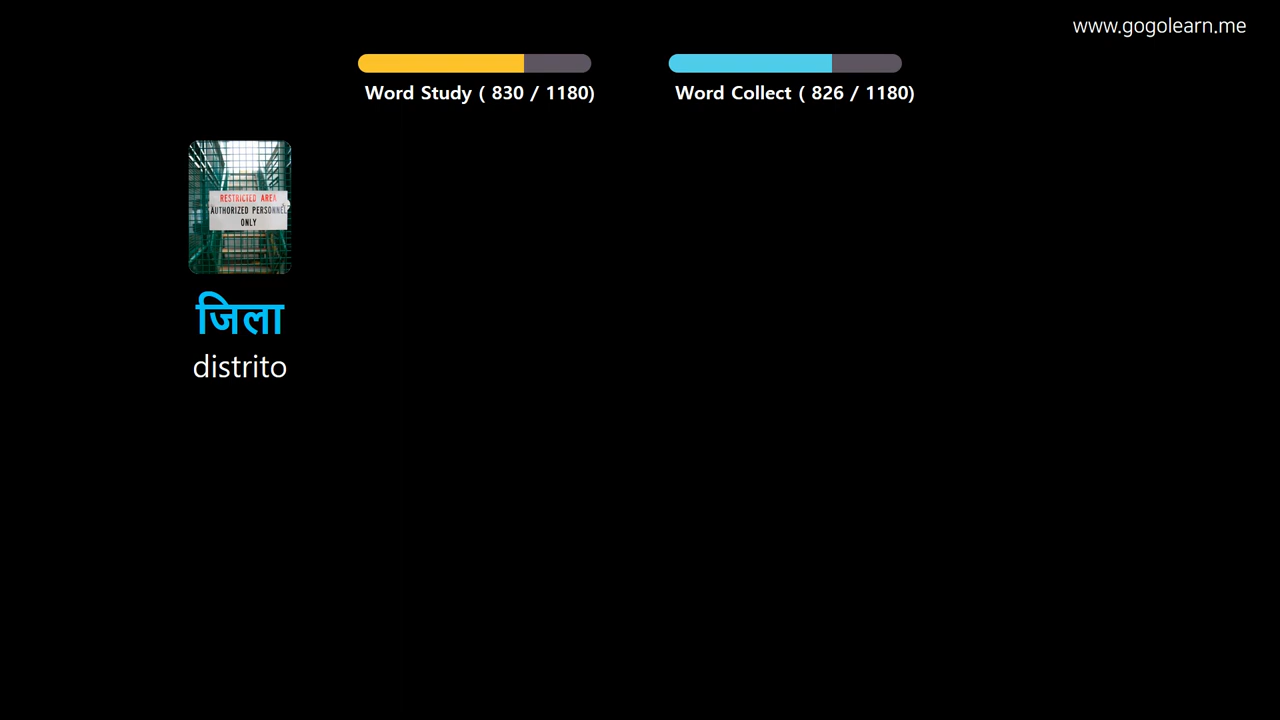 www.gogolearn.me
Word Study ( 830 / 1180)
Word Collect ( 826 / 1180)
RESTRICTED AREA
AUTHORIZED PERSONNEL
ONLY
जिला
distrito